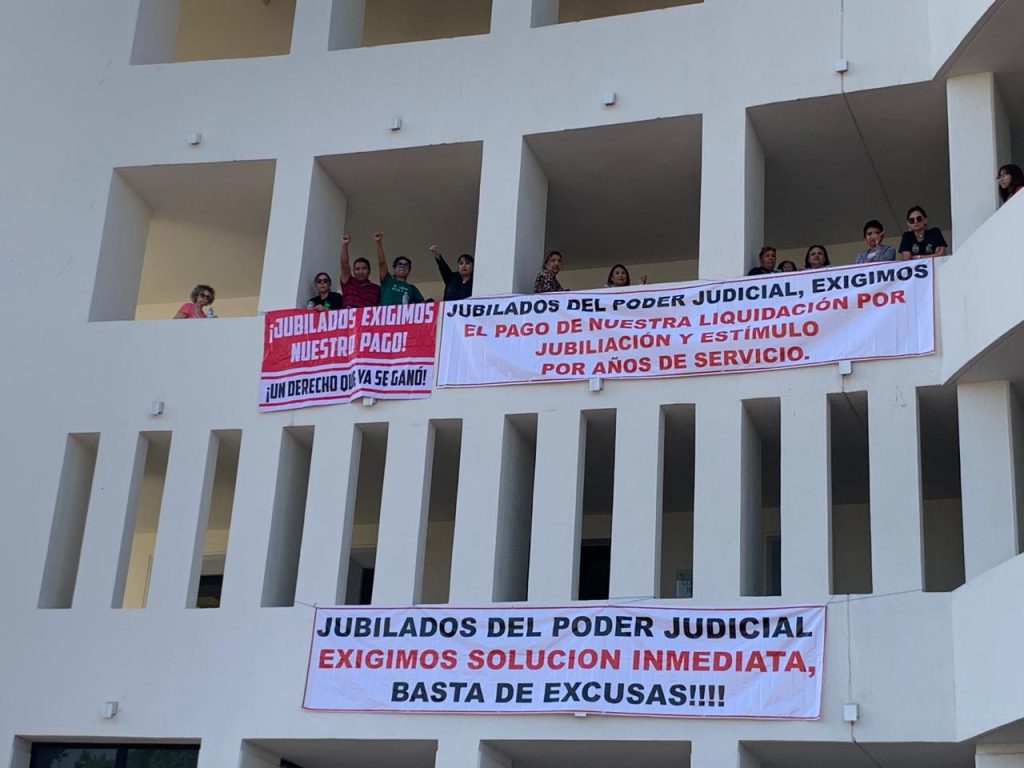 ¡JUBILADOS EXIGIMOS
NUESTRO PAGO!
¡UN DERECHO QUE YA SE GANÓ!
JUBILADOS DEL PODER JUDICIAL, EXIGIMOS
EL PAGO DE NUESTRA LIQUIDACIÓN POR
JUBILIACIÓN Y ESTÍMULO
POR AÑOS DE SERVICIO.
JUBILADOS DEL PODER JUDICIAL
EXIGIMOS SOLUCION INMEDIATA,
BASTA DE EXCUSAS!!!!